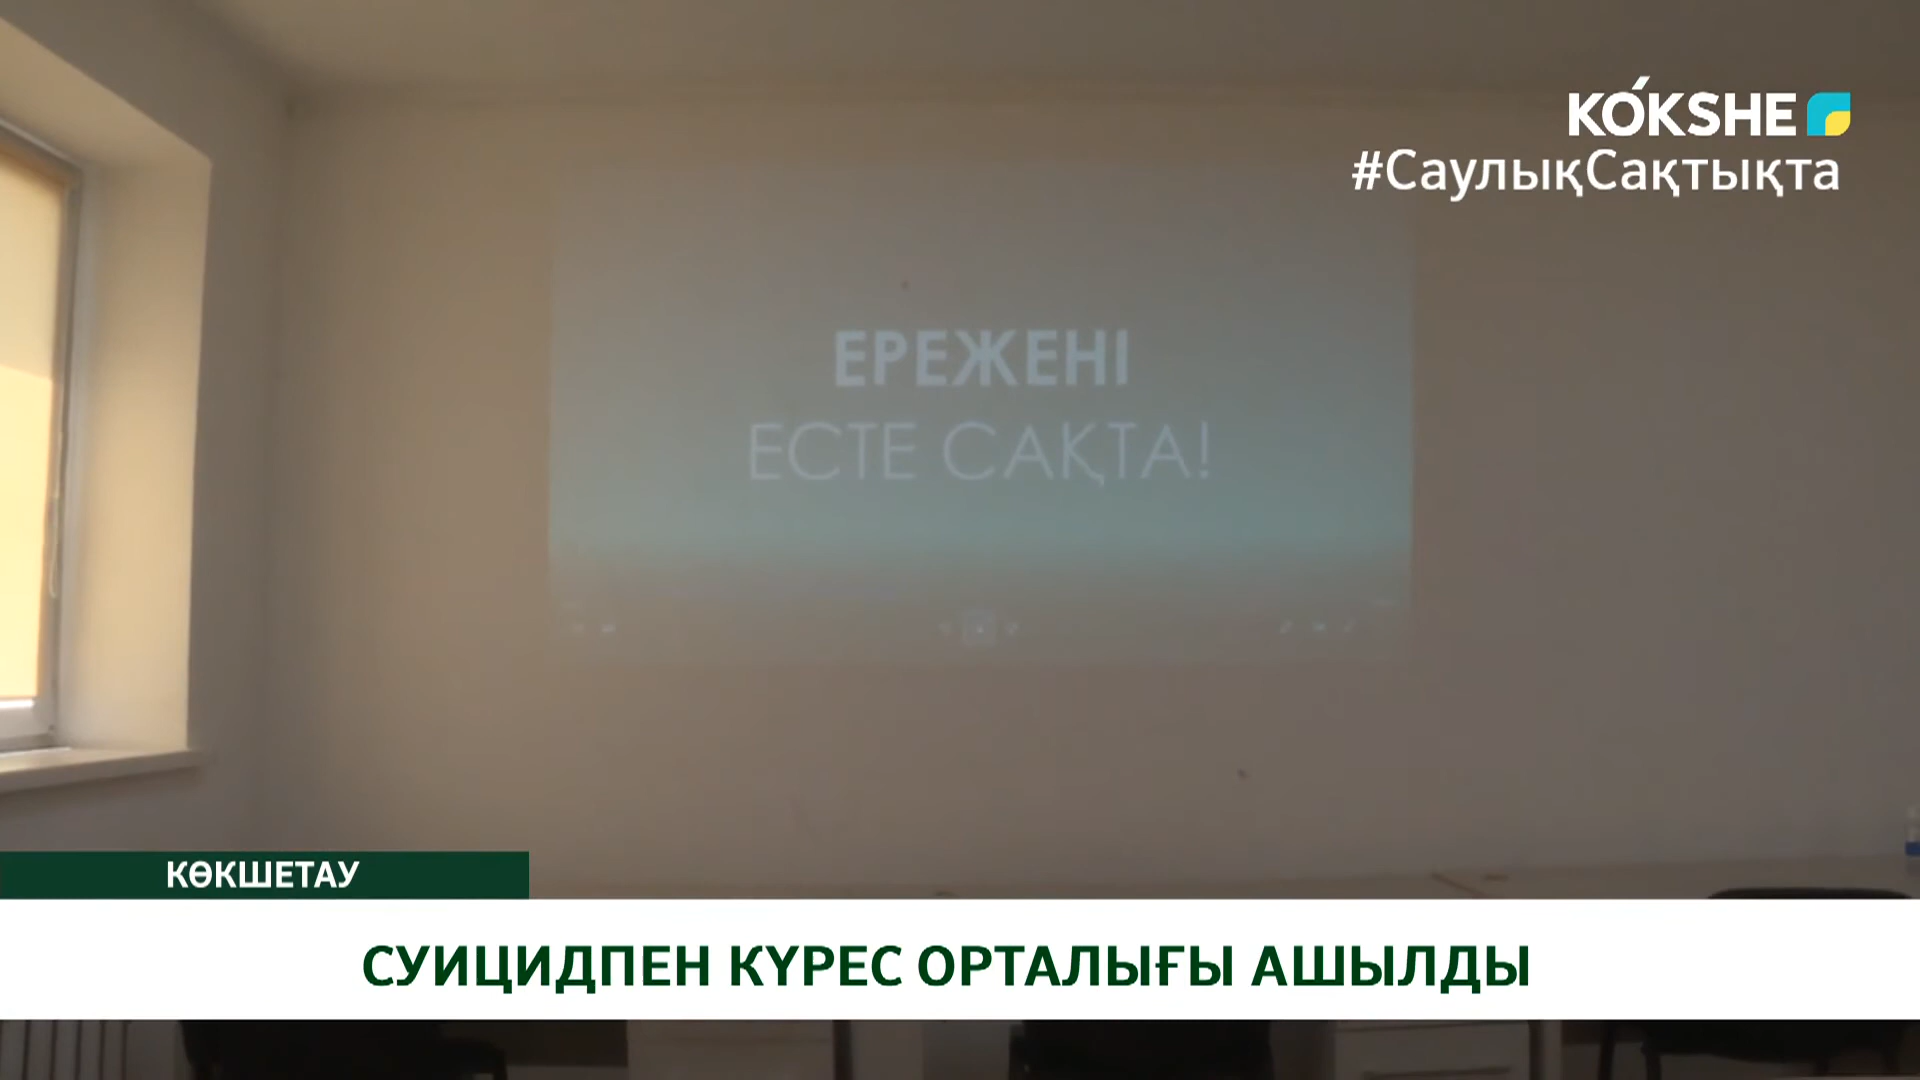 KÓKSHE
#СаулықСақтықта
ЕРЕЖЕНІ
ЕСТЕ САҚТА!
КӨКШЕТАУ
СУИЦИДПЕН КҮРЕС ОРТАЛЫҒЫ АШЫЛДЫ